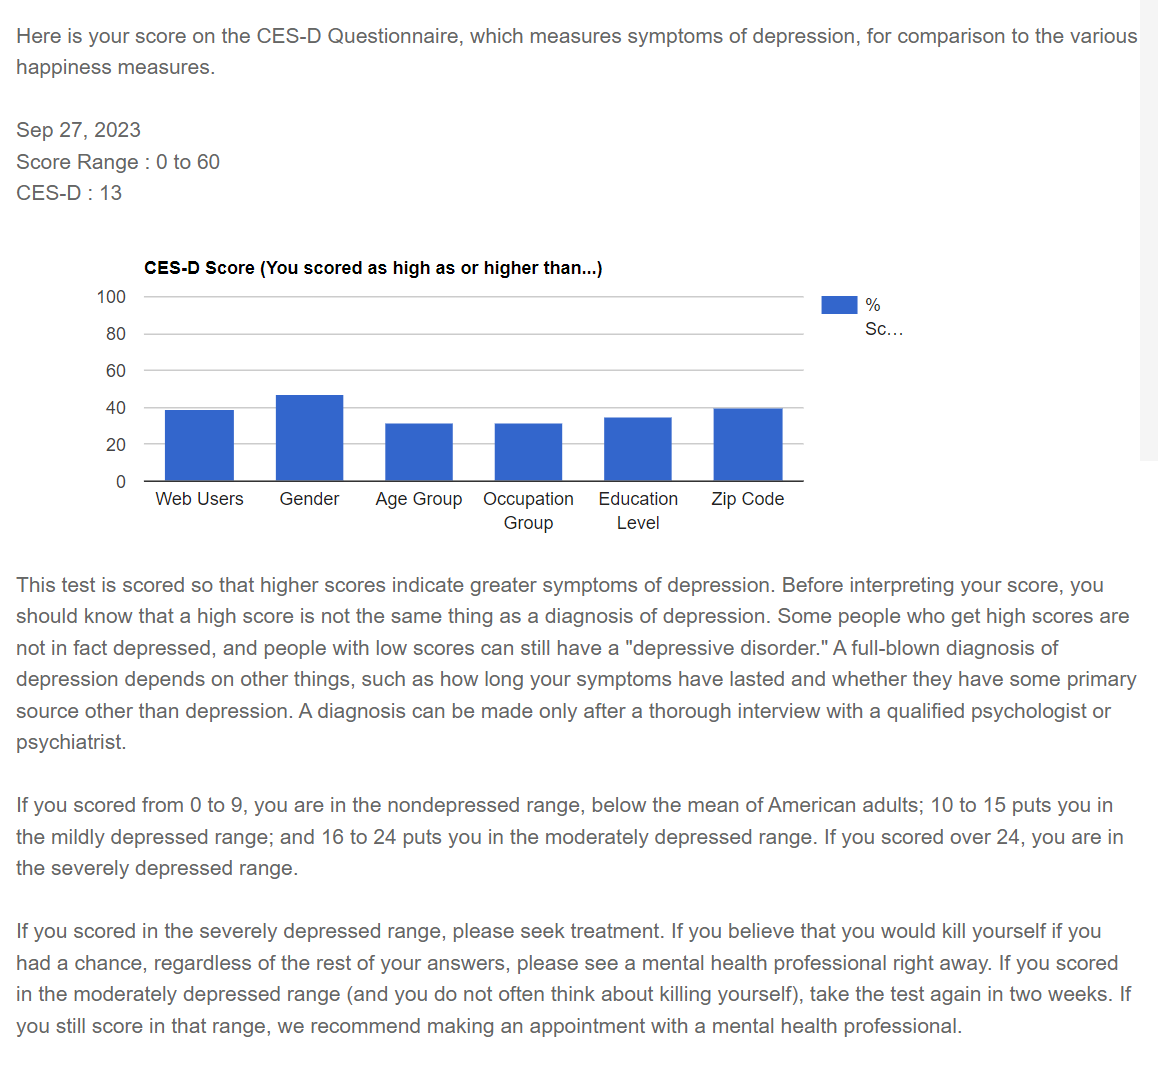 Here is your score on the CES-D Questionnaire, which measures symptoms of depression, for comparison to the various
happiness measures.
Sep 27, 2023
Score Range : 0 to 60
CES-D : 13
CES-D Score (You scored as high as or higher than...)
100
80
60
40
20
0
%
Sc...
Web Users
Gender
Age Group
Occupation
Group
Education
Level
Zip Code
This test is scored so that higher scores indicate greater symptoms of depression. Before interpreting your score, you
should know that a high score is not the same thing as a diagnosis of depression. Some people who get high scores are
not in fact depressed, and people with low scores can still have a "depressive disorder." A full-blown diagnosis of
depression depends on other things, such as how long your symptoms have lasted and whether they have some primary
source other than depression. A diagnosis can be made only after a thorough interview with a qualified psychologist or
psychiatrist.
If you scored from 0 to 9, you are in the nondepressed range, below the mean of American adults; 10 to 15 puts you in
the mildly depressed range; and 16 to 24 puts you in the moderately depressed range. If you scored over 24, you are in
the severely depressed range.
If you scored in the severely depressed range, please seek treatment. If you believe that you would kill yourself if you
had a chance, regardless of the rest of your answers, please see a mental health professional right away. If you scored
in the moderately depressed range (and you do not often think about killing yourself), take the test again in two weeks. If
you still score in that range, we recommend making an appointment with a mental health professional.